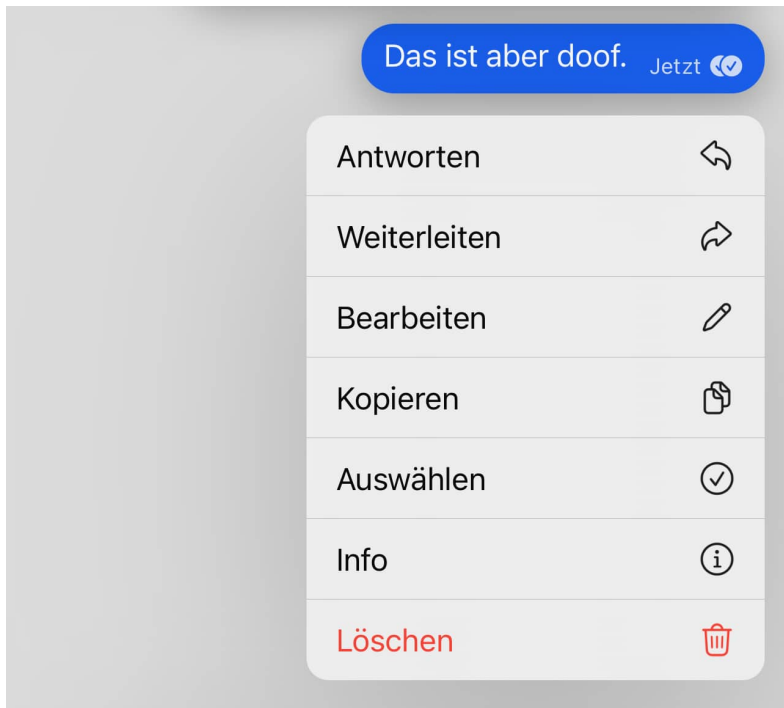 Das ist aber doof.
Jetzt
Antworten
Weiterleiten
Bearbeiten
Kopieren
Auswählen
Info
Löschen